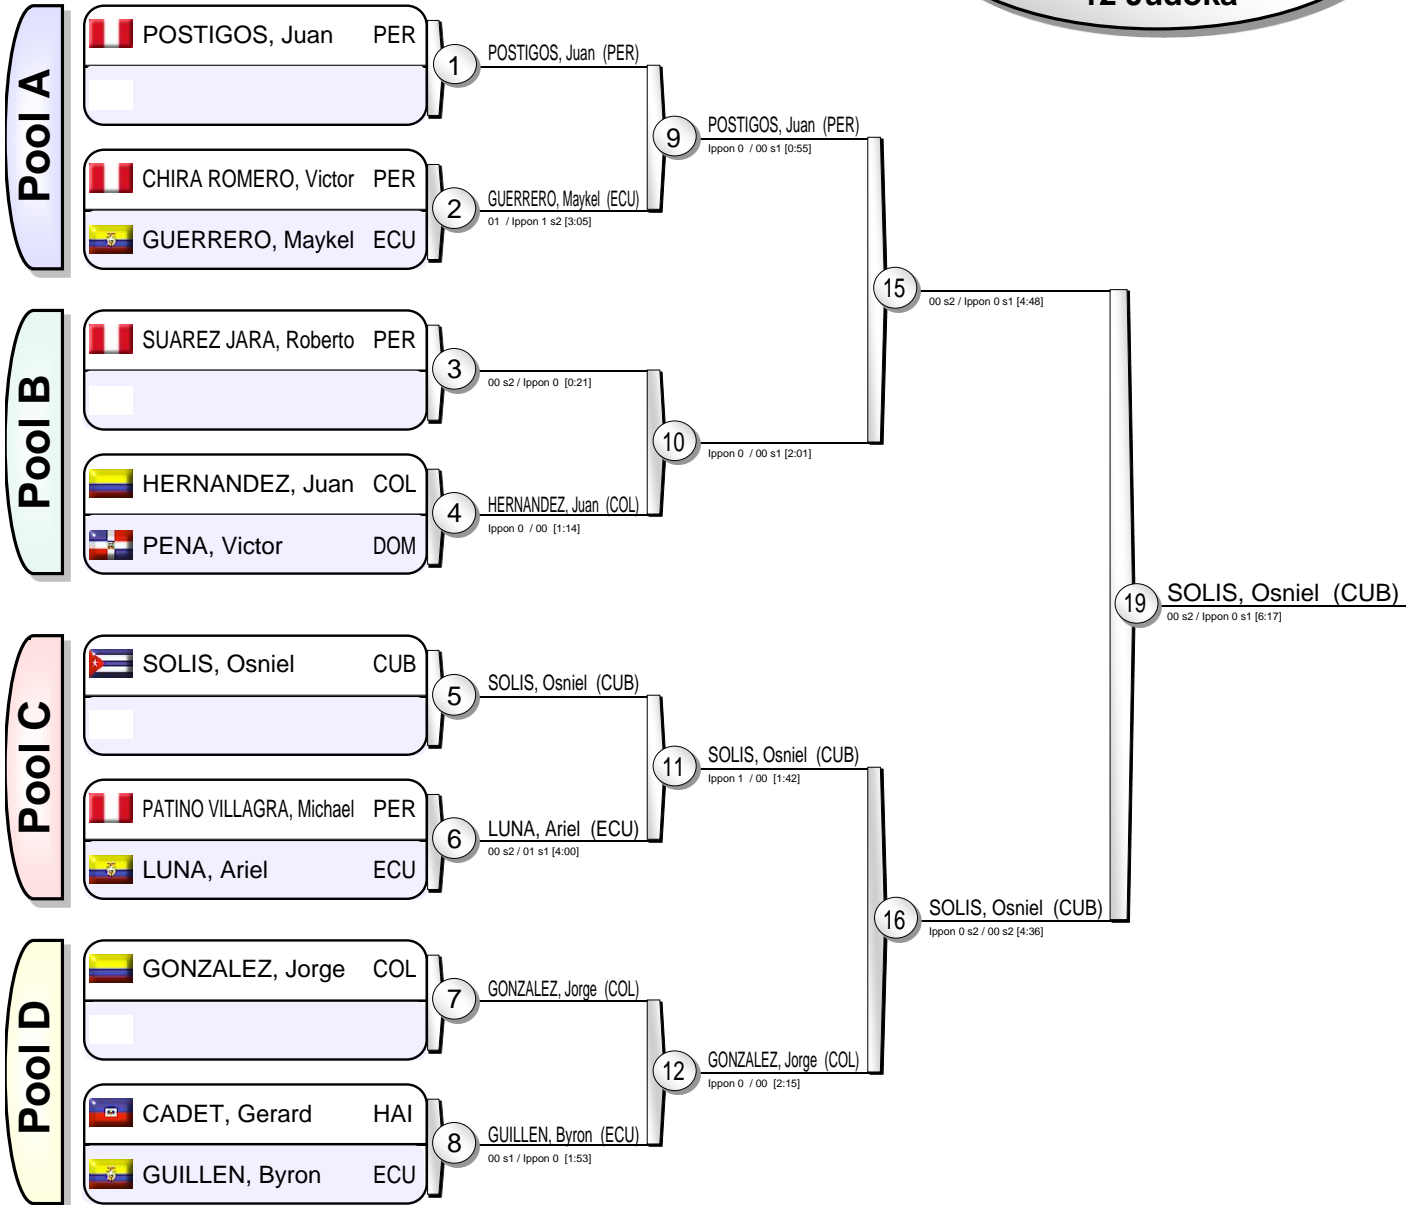 12 Judoka
Pool A
POSTIGOS, Juan PER
CHIRA ROMERO, Victor PER
GUERRERO, Maykel ECU
Pool B
SUAREZ JARA, Roberto PER
HERNANDEZ, Juan COL
PENA, Victor DOM
Pool C
SOLIS, Osniel CUB
PATINO VILLAGRA, Michael PER
LUNA, Ariel ECU
Pool D
GONZALEZ, Jorge COL
CADET, Gerard HAI
GUILLEN, Byron ECU
1
POSTIGOS, Juan (PER)
2
GUERRERO, Maykel (ECU)
01 / Ippon 1 s2 [3:05]
3
00 s2 / Ippon 0 [0:21]
4
HERNANDEZ, Juan (COL)
Ippon 0 / 00 [1:14]
5
SOLIS, Osniel (CUB)
6
LUNA, Ariel (ECU)
00 s2 / 01 s1 [4:00]
7
GONZALEZ, Jorge (COL)
8
GUILLEN, Byron (ECU)
00 s1 / Ippon 0 [1:53]
9
POSTIGOS, Juan (PER)
Ippon 0 / 00 s1 [0:55]
10
Ippon 0 / 00 s1 [2:01]
11
SOLIS, Osniel (CUB)
Ippon 1 / 00 [1:42]
12
GONZALEZ, Jorge (COL)
Ippon 0 / 00 [2:15]
15
00 s2 / Ippon 0 s1 [4:48]
16
SOLIS, Osniel (CUB)
Ippon 0 s2 / 00 s2 [4:36]
19
SOLIS, Osniel (CUB)
00 s2 / Ippon 0 s1 [6:17]